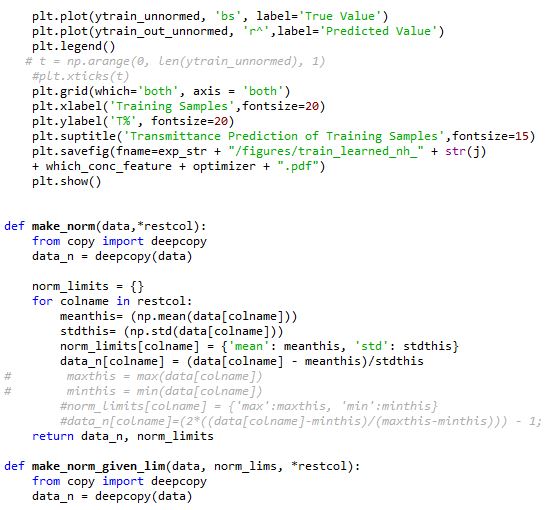 plt.plot(ytrain_unnormed, 'bs', label='True Value')
plt.plot(ytrain_out_unnormed, 'r^',label='Predicted Value')
plt.legend()
# t = np.arange(0, len(ytrain_unnormed), 1)
#plt.xticks(t)
plt.grid(which='both', axis = 'both')
plt.xlabel('Training Samples',fontsize=20)
plt.ylabel('T%', fontsize=20)
plt.suptitle('Transmittance Prediction of Training Samples',fontsize=15)
plt.savefig(fname=exp_str + "/figures/train_learned_nh_" + str(j)
+ which_conc_feature + optimizer + ".pdf")
plt.show()
def make_norm(data,*restcol):
from copy import deepcopy
data_n = deepcopy(data)
norm_limits = {}
for colname in restcol:
meanthis= (np.mean(data[colname]))
stdthis= (np.std(data[colname]))
norm_limits[colname] = {'mean': meanthis, 'std': stdthis}
data_n[colname] = (data[colname] - meanthis)/stdthis
# maxthis = max(data[colname])
# minthis = min(data[colname])
#norm_limits[colname] = {'max':maxthis, 'min':minthis}
#data_n[colname]=(2*((data[colname]-minthis)/(maxthis-minthis))) - 1;
return data_n, norm_limits
def make_norm_given_lim(data, norm_lims, *restcol):
from copy import deepcopy
data_n = deepcopy(data)